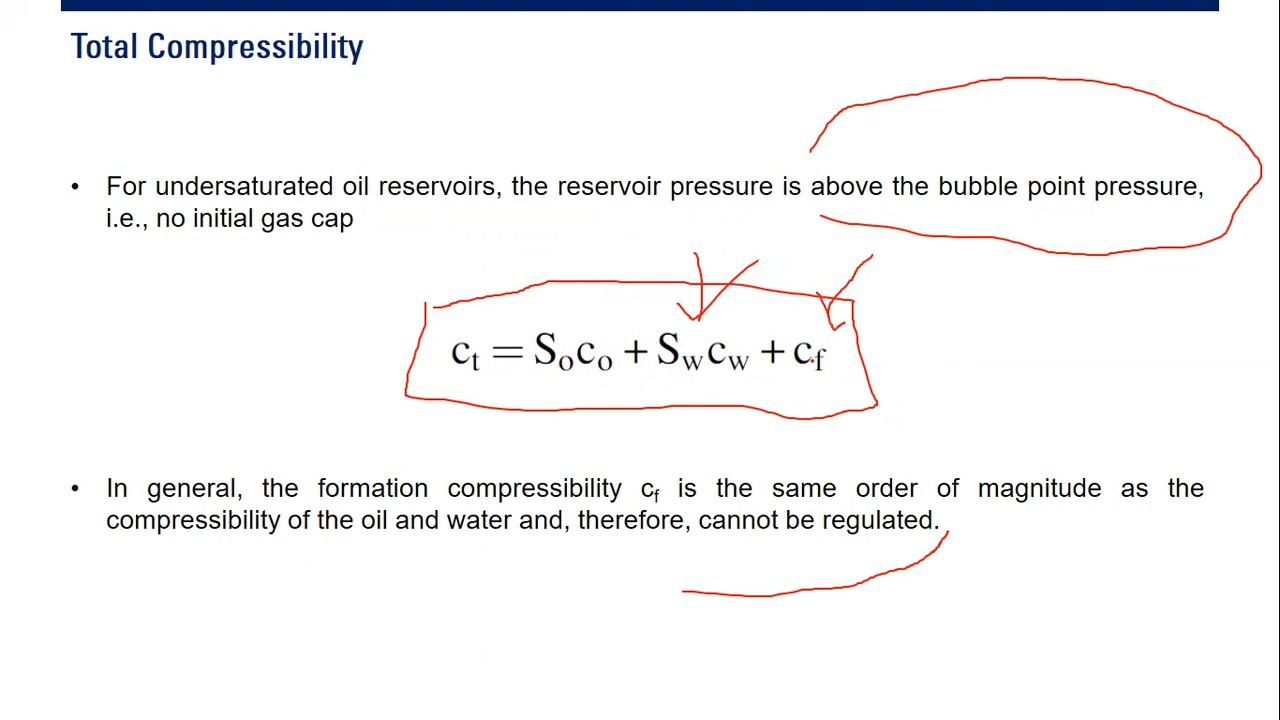 Total Compressibility
• For undersaturated oil reservoirs, the reservoir pressure is above the bubble point pressure,
i.e., no initial gas cap
cₜ = Sₒcₒ + S_wc_w + c_f
• In general, the formation compressibility c_f is the same order of magnitude as the
compressibility of the oil and water and, therefore, cannot be regulated.